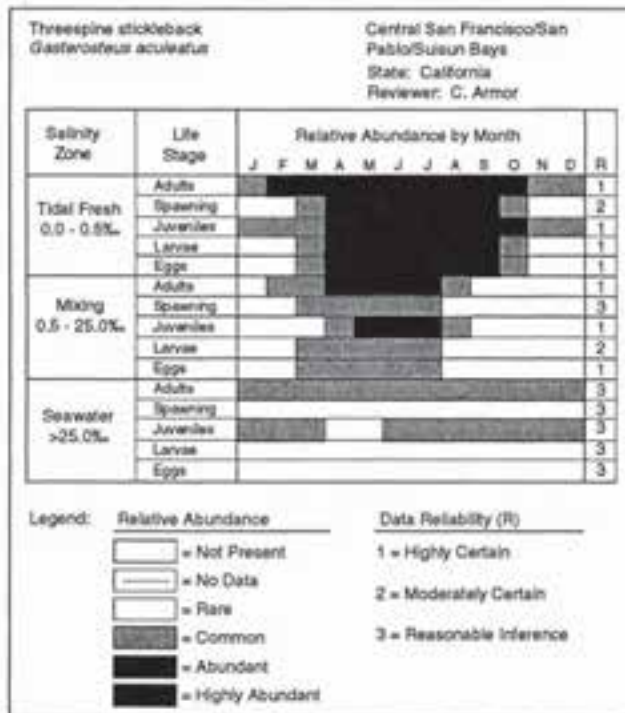 Threespine stickleback
Gasterosteus aculeatus
Central San Francisco/San
Pablo/Suisun Bays
State: California
Reviewer: C. Armor
Salinity Zone Life Stage Relative Abundance by Month
J F M A M J J A S O N D R
Tidal Fresh
0.0 - 0.5‰
Adults 1
Spawning 2
Juveniles 1
Larvae 1
Eggs 1
Mixing
0.5 - 25.0‰
Adults 1
Spawning 3
Juveniles 1
Larvae 2
Eggs 1
Seawater
>25.0‰
Adults 3
Spawning 3
Juveniles 3
Larvae 3
Eggs 3
Legend: Relative Abundance
= Not Present
= No Data
= Rare
= Common
= Abundant
= Highly Abundant
Data Reliability (R)
1 = Highly Certain
2 = Moderately Certain
3 = Reasonable Inference